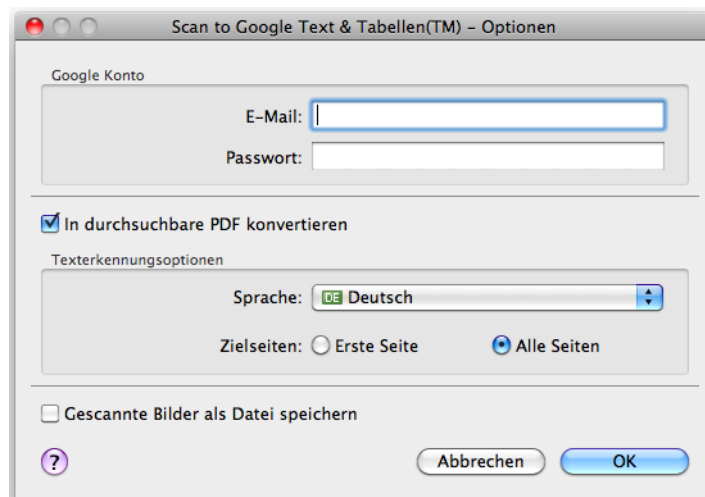 Scan to Google Text & Tabellen(TM) – Optionen
Google Konto
E-Mail:
Passwort:
In durchsuchbare PDF konvertieren
Texterkennungsoptionen
Sprache: DE Deutsch
Zielseiten: Erste Seite Alle Seiten
Gescannte Bilder als Datei speichern
? Abbrechen OK